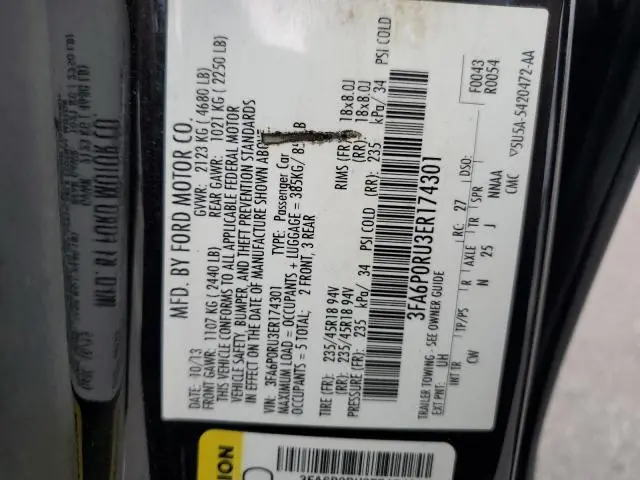 MFD. BY FORD MOTOR CO.
DATE: 10/13 GVWR: 2123 KG ( 4680 LB)
FRONT GAWR: 1107 KG ( 2440 LB) REAR GAWR: 1021 KG ( 2250 LB)
VEHICLE CONFORMS TO ALL APPLICABLE FEDERAL MOTOR
VEHICLE SAFETY, BUMPER, AND THEFT PREVENTION STANDARDS
IN EFFECT ON THE DATE OF MANUFACTURE SHOWN ABOVE
VIN: 3FA6P0RU3ER174301 TYPE: Passenger Car
MAXIMUM LOAD = OCCUPANTS + LUGGAGE = 385KG/ LB
OCCUPANTS = 5 TOTAL; 2 FRONT, 3 REAR
TIRE (FR): 235/45R18 94V RIMS (FR): 18x8.0J
(RR): 235/45R18 94V (RR): 18x8.0J
PRESSURE (FR): 235 kPa/ 34 PSI COLD (RR): 235 kPa/ 34 PSI COLD
3FA6P0RU3ER174301
TRAILER TOWING : SEE OWNER GUIDE
F0043
EXT PNT: UH RC: 27 DSO: R0054
INT TR TP/PS R AXLE TR SPR
CW N 25 J NNAA
CMC ▽5U5A-5420472-AA